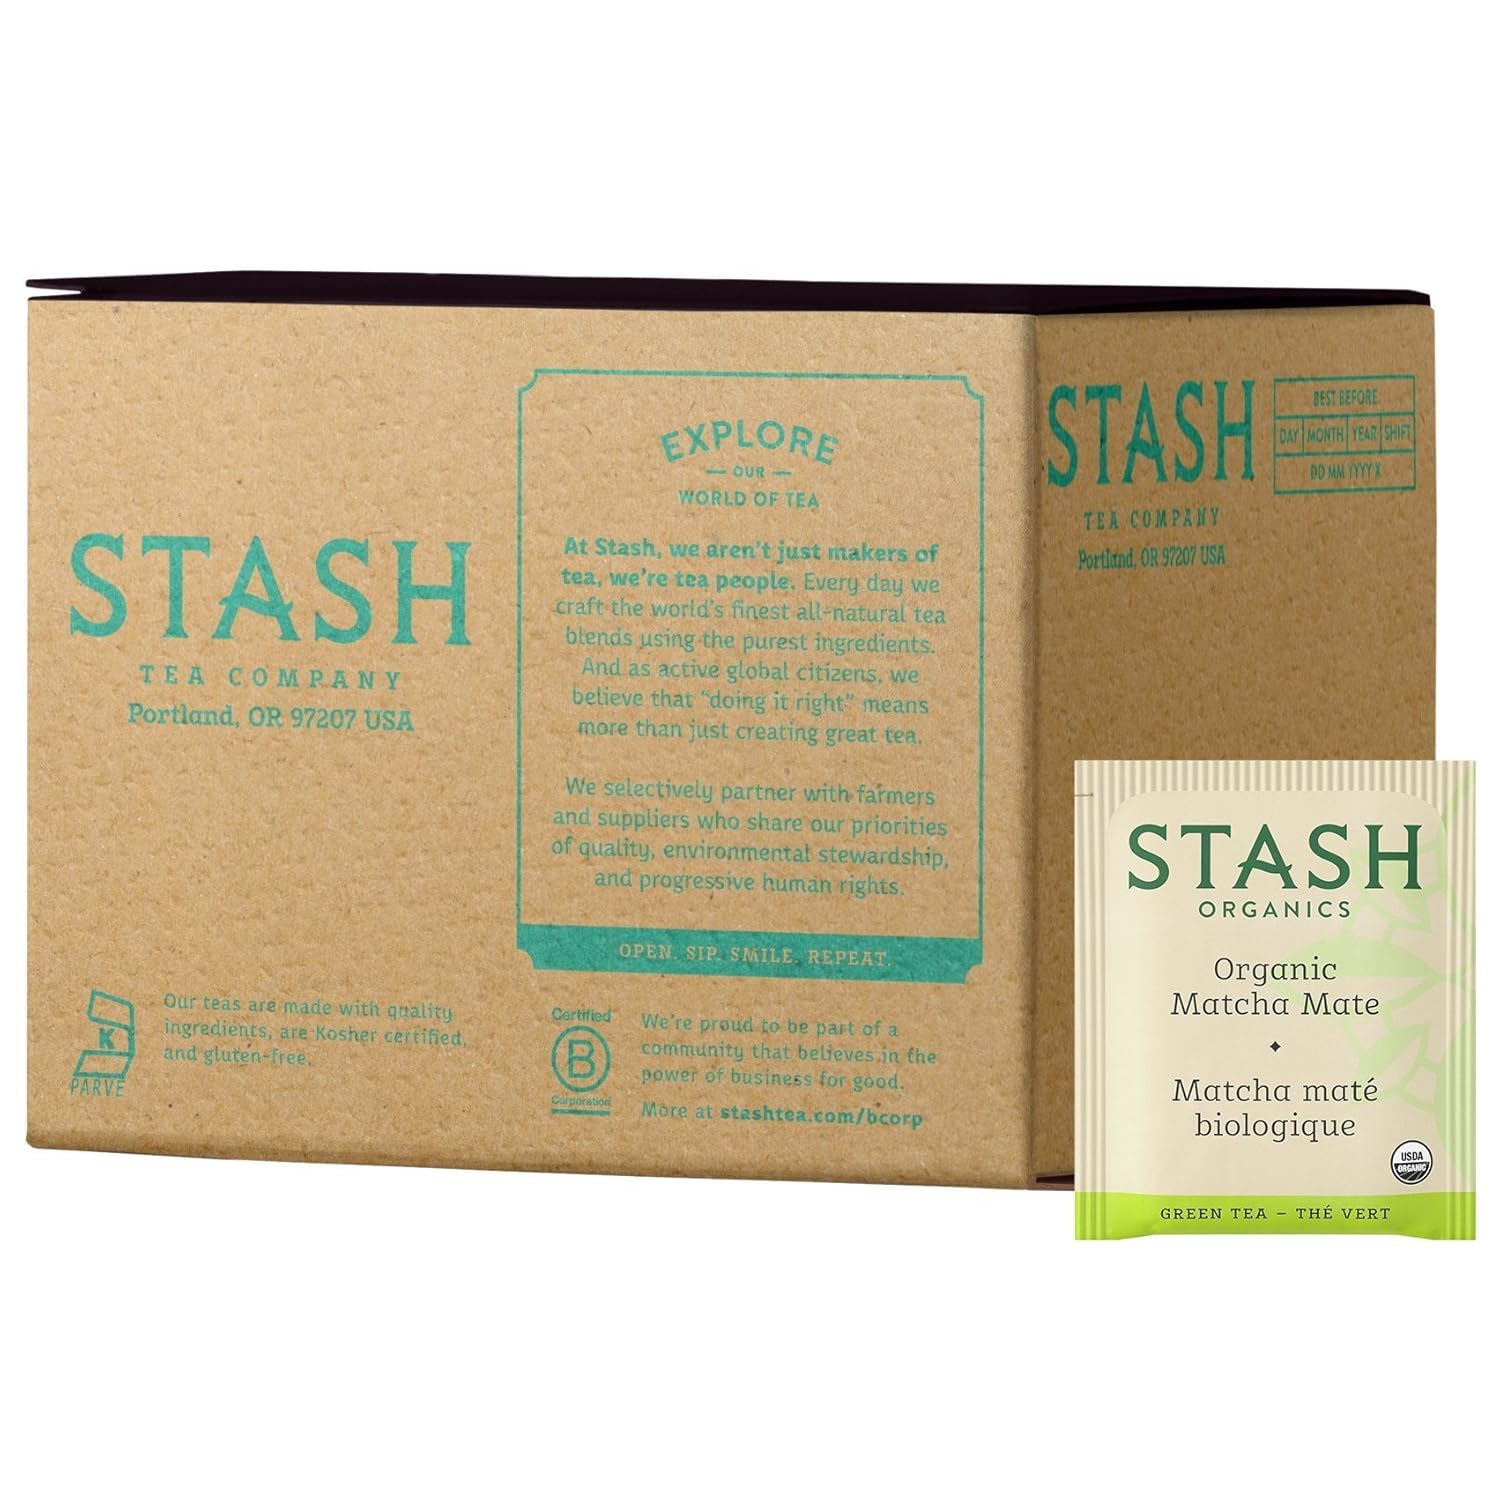 STASH
TEA COMPANY
Portland, OR 97207 USA
EXPLORE
OUR
WORLD OF TEA
At Stash, we aren't just makers of
tea, we're tea people. Every day we
craft the world's finest all-natural tea
blends using the purest ingredients.
And as active global citizens, we
believe that "doing it right" means
more than just creating great tea.
We selectively partner with farmers
and suppliers who share our priorities
of quality, environmental stewardship,
and progressive human rights.
OPEN. SIP. SMILE. REPEAT.
K
PARVE
Our teas are made with quality
ingredients, are Kosher certified,
and gluten-free.
Certified
B
Corporation
We're proud to be part of a
community that believes in the
power of business for good.
More at stashtea.com/bcorp
STASH
TEA COMPANY
Portland, OR 97207 USA
BEST BEFORE
DAY MONTH YEAR SHIFT
DD MM YYYY X
STASH
ORGANICS
Organic
Matcha Mate
Matcha maté
biologique
USDA
ORGANIC
GREEN TEA – THÉ VERT